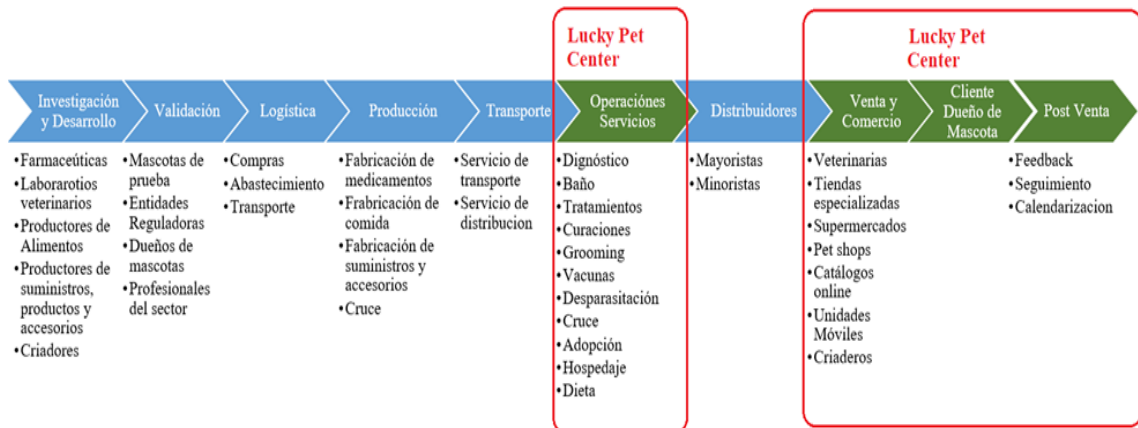 Lucky Pet
Center
Lucky Pet
Center
Investigación
y Desarrollo
Validación
Logística
Producción
Transporte
Operaciónes
Servicios
Distribuidores
Venta y
Comercio
Cliente
Dueño de
Mascota
Post Venta
•Farmaceúticas
•Laborarotios
veterinarios
•Productores de
Alimentos
•Productores de
suministros,
productos y
accesorios
•Criadores
•Mascotas de
prueba
•Entidades
Reguladoras
•Dueños de
mascotas
•Profesionales
del sector
•Compras
•Abastecimiento
•Transporte
•Fabricación de
medicamentos
•Frabricación de
comida
•Fabricación de
suministros y
accesorios
•Cruce
•Servicio de
transporte
•Servicio de
distribucion
•Dignóstico
•Baño
•Tratamientos
•Curaciones
•Grooming
•Vacunas
•Desparasitación
•Cruce
•Adopción
•Hospedaje
•Dieta
•Mayoristas
•Minoristas
•Veterinarias
•Tiendas
especializadas
•Supermercados
•Pet shops
•Catálogos
online
•Unidades
Móviles
•Criaderos
•Feedback
•Seguimiento
•Calendarizacion